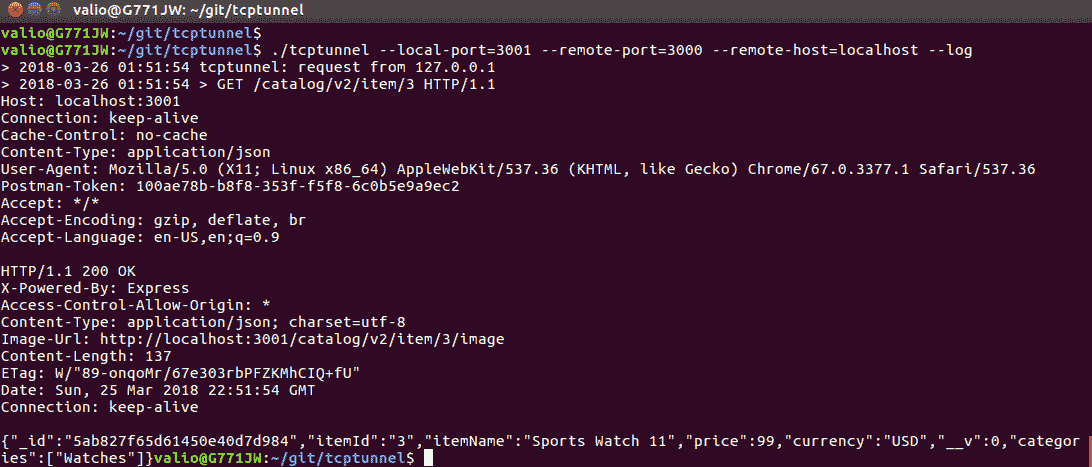 valio@G771JW: ~/git/tcptunnel
valio@G771JW:~/git/tcptunnel$
valio@G771JW:~/git/tcptunnel$ ./tcptunnel --local-port=3001 --remote-port=3000 --remote-host=localhost --log
> 2018-03-26 01:51:54 tcptunnel: request from 127.0.0.1
> 2018-03-26 01:51:54 > GET /catalog/v2/item/3 HTTP/1.1
Host: localhost:3001
Connection: keep-alive
Cache-Control: no-cache
Content-Type: application/json
User-Agent: Mozilla/5.0 (X11; Linux x86_64) AppleWebKit/537.36 (KHTML, like Gecko) Chrome/67.0.3377.1 Safari/537.36
Postman-Token: 100ae78b-b8f8-353f-f5f8-6c0b5e9a9ec2
Accept: */*
Accept-Encoding: gzip, deflate, br
Accept-Language: en-US,en;q=0.9

HTTP/1.1 200 OK
X-Powered-By: Express
Access-Control-Allow-Origin: *
Content-Type: application/json; charset=utf-8
Image-Url: http://localhost:3001/catalog/v2/item/3/image
Content-Length: 137
ETag: W/"89-onqoMr/67e303rbPFZKMhCIQ+fU"
Date: Sun, 25 Mar 2018 22:51:54 GMT
Connection: keep-alive

{"_id":"5ab827f65d61450e40d7d984","itemId":"3","itemName":"Sports Watch 11","price":99,"currency":"USD","__v":0,"categor
ies":["Watches"]}valio@G771JW:~/git/tcptunnel$